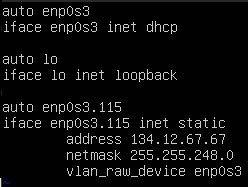 auto enp0s3
iface enp0s3 inet dhcp
auto lo
iface lo inet loopback
auto enp0s3.115
iface enp0s3.115 inet static
address 134.12.67.67
netmask 255.255.248.0
vlan_raw_device enp0s3